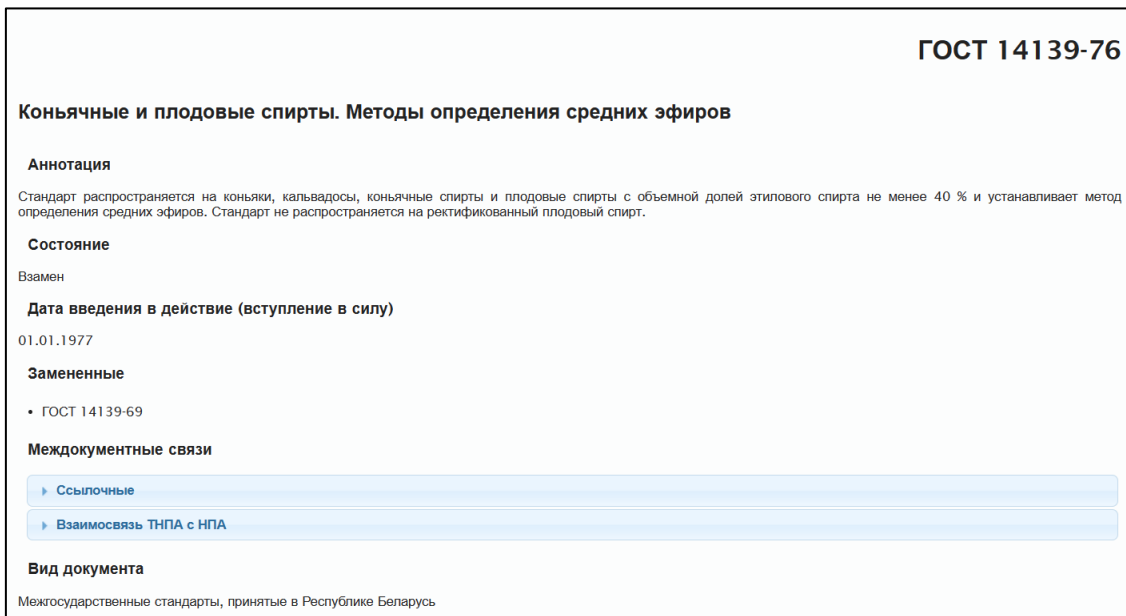 ГОСТ 14139-76
Коньячные и плодовые спирты. Методы определения средних эфиров
Аннотация
Стандарт распространяется на коньяки, кальвадосы, коньячные спирты и плодовые спирты с объемной долей этилового спирта не менее 40 % и устанавливает метод
определения средних эфиров. Стандарт не распространяется на ректификованный плодовый спирт.
Состояние
Взамен
Дата введения в действие (вступление в силу)
01.01.1977
Замененные
• ГОСТ 14139-69
Междокументные связи
Ссылочные
Взаимосвязь ТНПА с НПА
Вид документа
Межгосударственные стандарты, принятые в Республике Беларусь